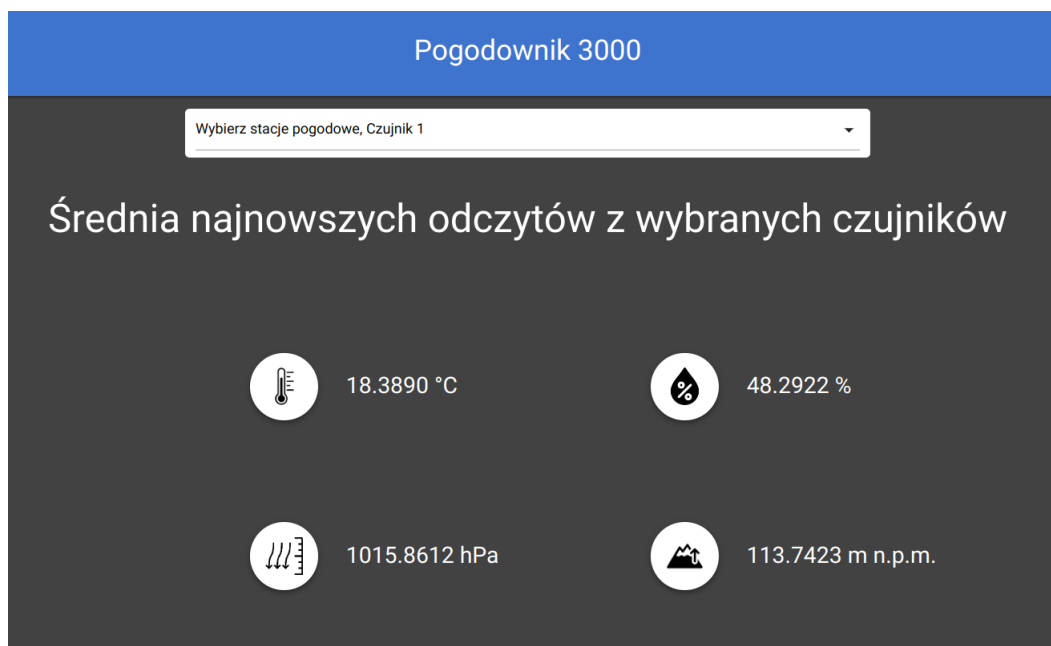 Pogodownik 3000
Wybierz stacje pogodowe, Czujnik 1
Średnia najnowszych odczytów z wybranych czujników
18.3890 °C
48.2922 %
1015.8612 hPa
113.7423 m n.p.m.